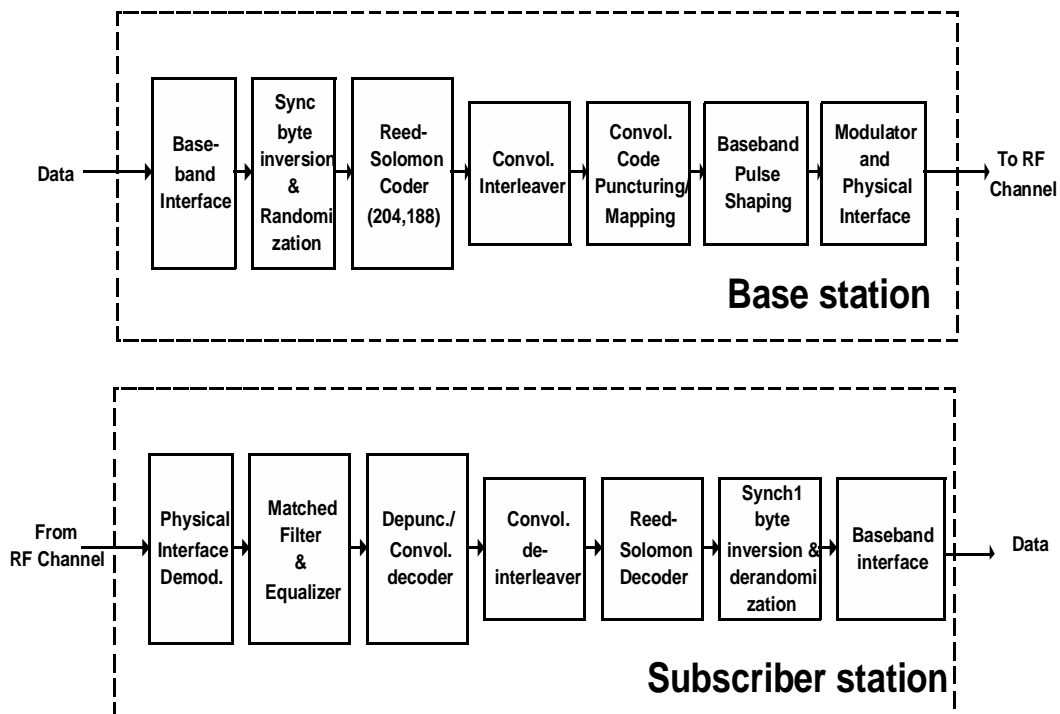 Data
Base-
band
Interface
Sync
byte
inversion
&
Randomi
zation
Reed-
Solomon
Coder
(204,188)
Convol.
Interleaver
Convol.
Code
Puncturing/
Mapping
Baseband
Pulse
Shaping
Modulator
and
Physical
Interface
To RF
Channel
Base station
From
RF Channel
Physical
Interface
Demod.
Matched
Filter
&
Equalizer
Depunc./
Convol.
decoder
Convol.
de-
interleaver
Reed-
Solomon
Decoder
Synch1
byte
inversion &
derandomi
zation
Baseband
interface
Data
Subscriber station